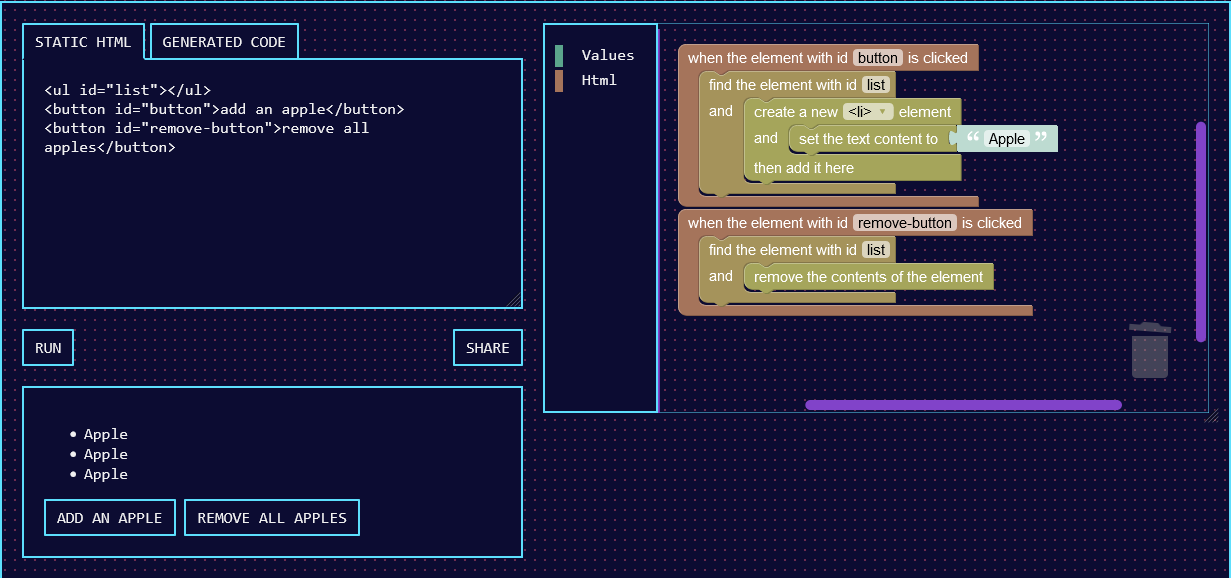 STATIC HTML
GENERATED CODE
<ul id="list"></ul>
<button id="button">add an apple</button>
<button id="remove-button">remove all
apples</button>
RUN
SHARE
• Apple
• Apple
• Apple
ADD AN APPLE
REMOVE ALL APPLES
Values
Html
when the element with id button is clicked
find the element with id list
and create a new <li> ▾ element
and set the text content to “ Apple ”
then add it here
when the element with id remove-button is clicked
find the element with id list
and remove the contents of the element